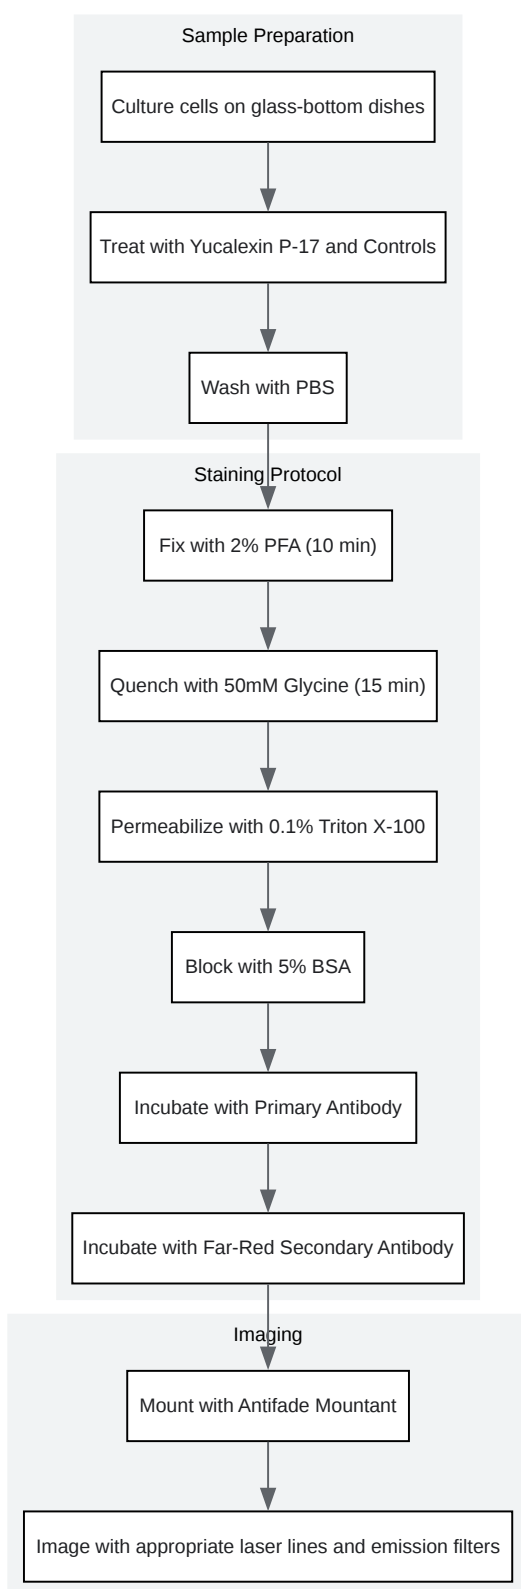 Sample Preparation
Culture cells on glass-bottom dishes
Treat with Yucalexin P-17 and Controls
Wash with PBS
Staining Protocol
Fix with 2% PFA (10 min)
Quench with 50mM Glycine (15 min)
Permeabilize with 0.1% Triton X-100
Block with 5% BSA
Incubate with Primary Antibody
Incubate with Far-Red Secondary Antibody
Imaging
Mount with Antifade Mountant
Image with appropriate laser lines and emission filters